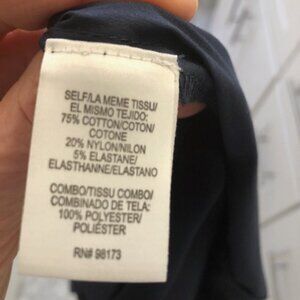 SELF/LA MEME TISSU/
EL MISMO TEJIDO:
75% COTTON/COTON/
COTONE
20% NYLON/NILON
5% ELASTANE/
ELASTHANNE/ELASTANO
COMBO/TISSU COMBO/
COMBINADO DE TELA:
100% POLYESTER/
POLIÉSTER
RN# 98173